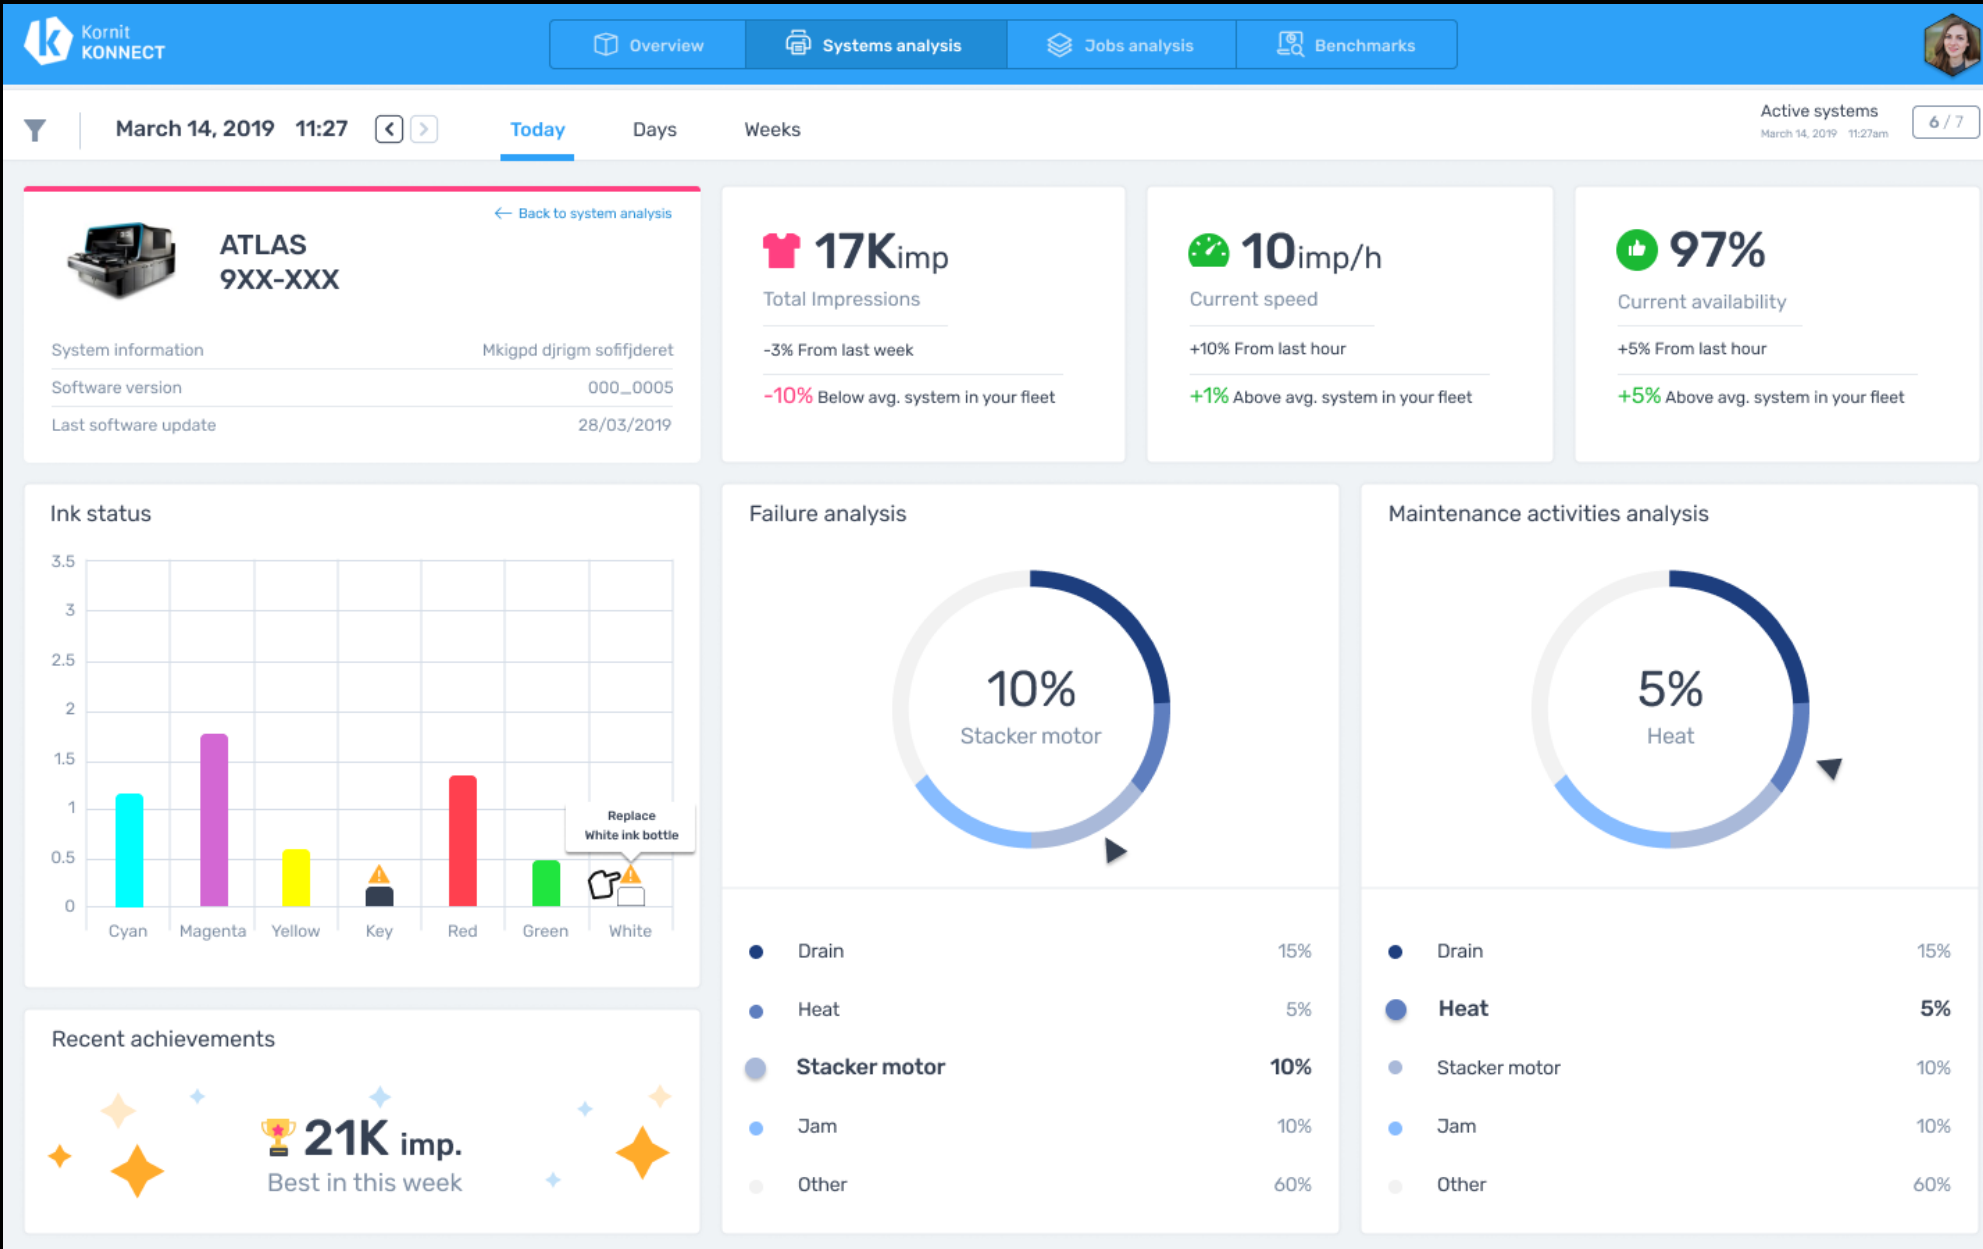 Kornit
KONNECT
Overview
Systems analysis
Jobs analysis
Benchmarks
March 14, 2019 11:27
Today
Days
Weeks
Active systems
March 14, 2019 11:27am
6 / 7
← Back to system analysis
ATLAS
9XX-XXX
System information Mkigpd djrigm sofifjderet
Software version 000_0005
Last software update 28/03/2019
17Kimp
Total Impressions
-3% From last week
-10% Below avg. system in your fleet
10imp/h
Current speed
+10% From last hour
+1% Above avg. system in your fleet
97%
Current availability
+5% From last hour
+5% Above avg. system in your fleet
Ink status
3.5
3
2.5
2
1.5
1
0.5
0
Replace
White ink bottle
Cyan Magenta Yellow Key Red Green White
Recent achievements
21K imp.
Best in this week
Failure analysis
10%
Stacker motor
Drain 15%
Heat 5%
Stacker motor 10%
Jam 10%
Other 60%
Maintenance activities analysis
5%
Heat
Drain 15%
Heat 5%
Stacker motor 10%
Jam 10%
Other 60%